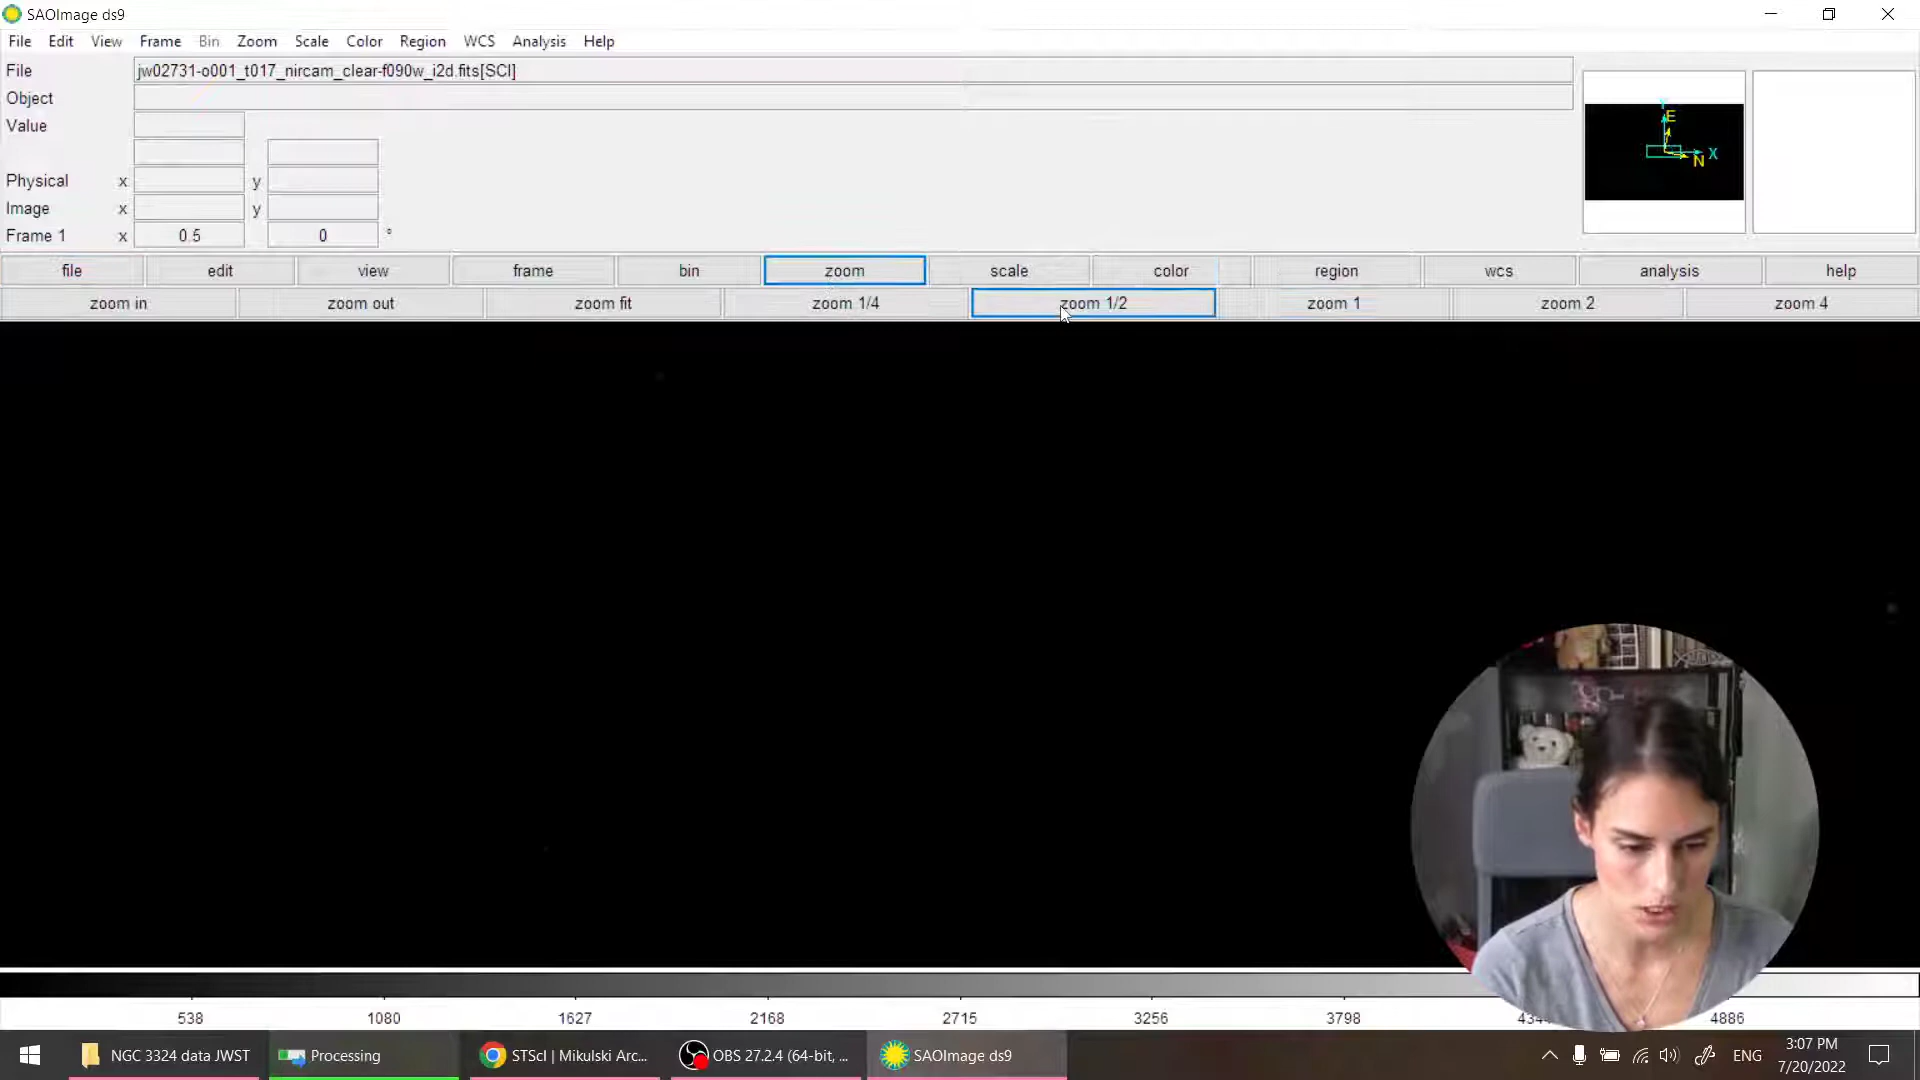 SAOImage ds9
File Edit View Frame Bin Zoom Scale Color Region WCS Analysis Help
File jw02731-o001_t017_nircam_clear-f090w_i2d.fits[SCI]
Object
Value
Physical x y
Image x y
Frame 1 x 0.5 0 °
Y E X N
file edit view frame bin zoom scale color region wcs analysis help
zoom in zoom out zoom fit zoom 1/4 zoom 1/2 zoom 1 zoom 2 zoom 4
538 1080 1627 2168 2715 3256 3798 4886
NGC 3324 data JWST Processing STScI | Mikulski Arc... OBS 27.2.4 (64-bit, ... SAOImage ds9 ENG 3:07 PM
7/20/2022